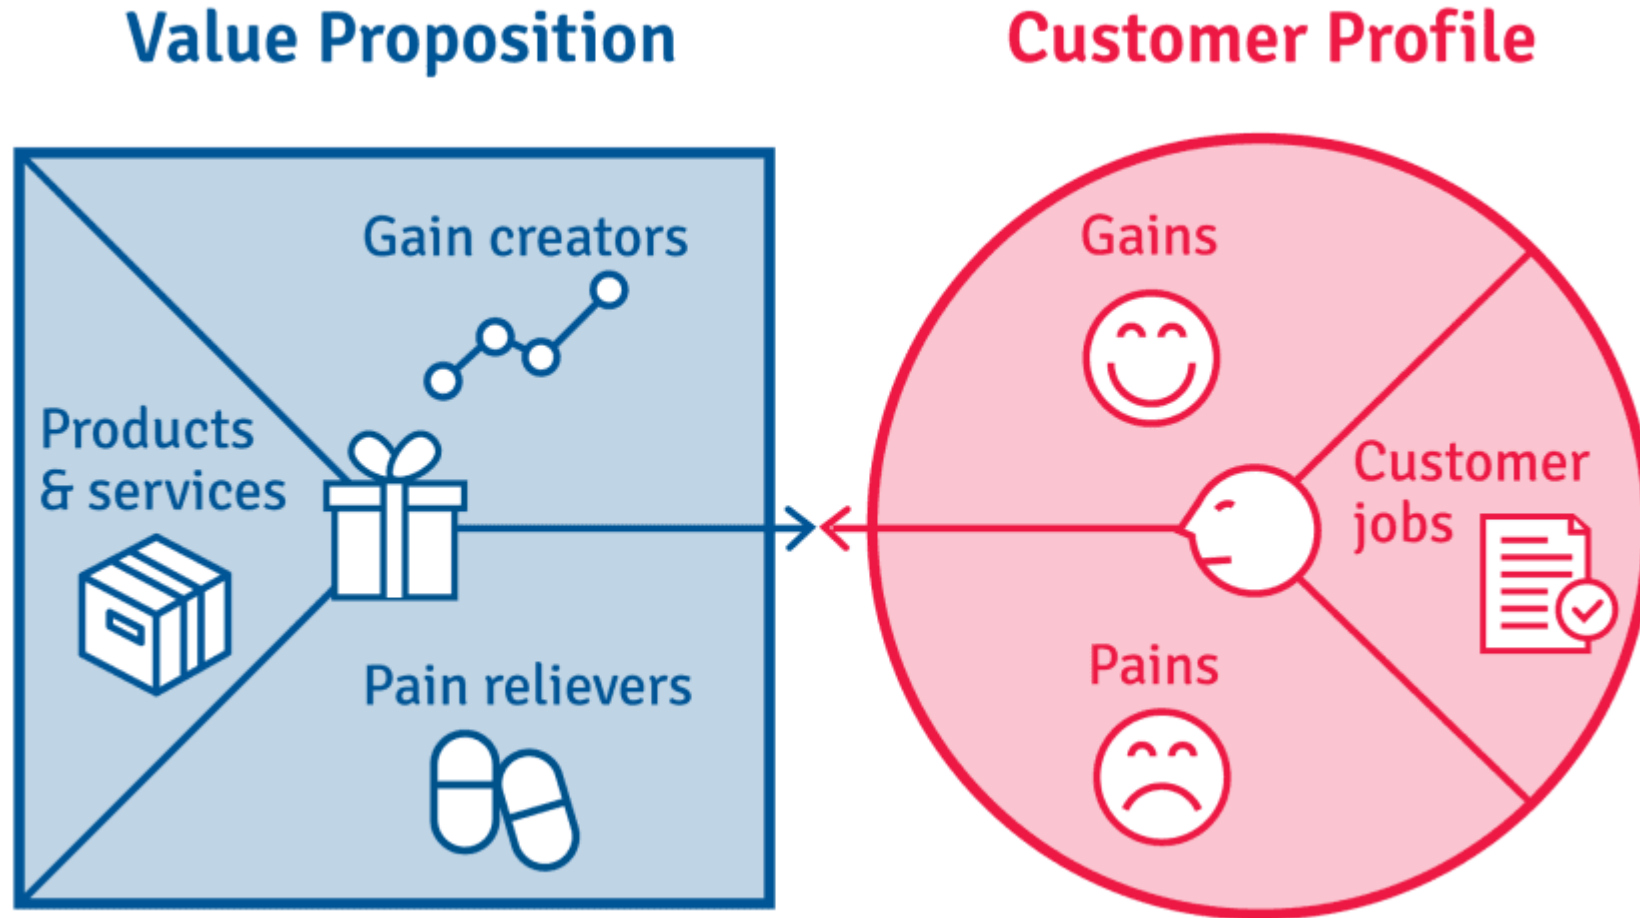 Value Proposition
Customer Profile
Gain creators
Products
& services
Pain relievers
Gains
Customer
jobs
Pains